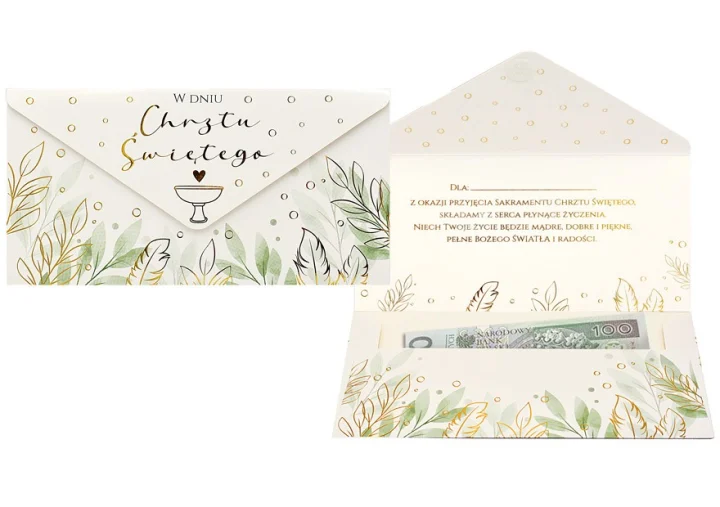 W DNIU
Chrztu
Świętego
DLA:
Z OKAZJI PRZYJĘCIA SAKRAMENTU CHRZTU ŚWIĘTEGO,
SKŁADAMY Z SERCA PŁYNĄCE ŻYCZENIA.
NIECH TWOJE ŻYCIE BĘDZIE MĄDRE, DOBRE I PIĘKNE,
PEŁNE BOŻEGO ŚWIATŁA I RADOŚCI.
NARODOWY 100
BANK